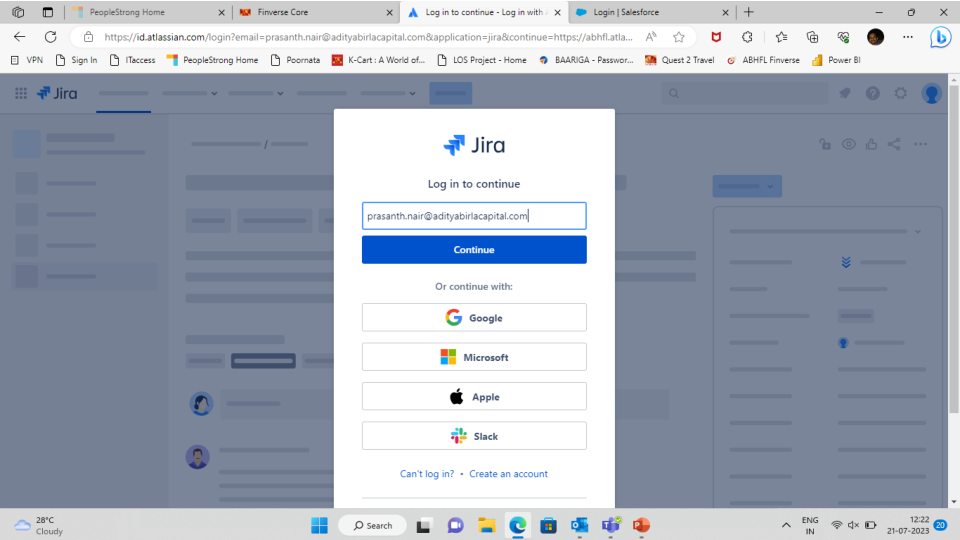 PeopleStrong Home
Finverse Core
Log in to continue - Log in with A
Login | Salesforce
https://id.atlassian.com/login?email=prasanth.nair@adityabirlacapital.com&application=jira&continue=https://abhfl.atla...
VPN
Sign In
ITaccess
PeopleStrong Home
Poornata
K-Cart : A World of...
LOS Project - Home
BAARIGA - Passwor...
Quest 2 Travel
ABHFL Finverse
Power BI
Jira
Jira
Log in to continue
prasanth.nair@adityabirlacapital.com
Continue
Or continue with:
Google
Microsoft
Apple
Slack
Can't log in? • Create an account
28°C
Cloudy
Search
ENG
IN
12:22
21-07-2023
20